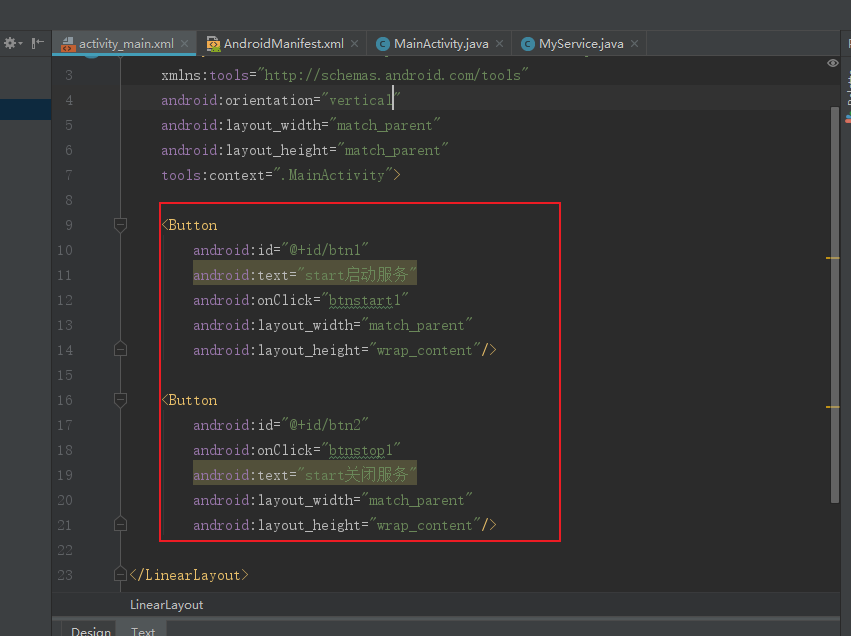 activity_main.xml AndroidManifest.xml MainActivity.java MyService.java
3 xmlns:tools="http://schemas.android.com/tools"
4 android:orientation="vertical"
5 android:layout_width="match_parent"
6 android:layout_height="match_parent"
7 tools:context=".MainActivity">
8
9 <Button
10 android:id="@+id/btn1"
11 android:text="start启动服务"
12 android:onClick="btnstart1"
13 android:layout_width="match_parent"
14 android:layout_height="wrap_content"/>
15
16 <Button
17 android:id="@+id/btn2"
18 android:onClick="btnstop1"
19 android:text="start关闭服务"
20 android:layout_width="match_parent"
21 android:layout_height="wrap_content"/>
22
23 </LinearLayout>
LinearLayout
Design Text